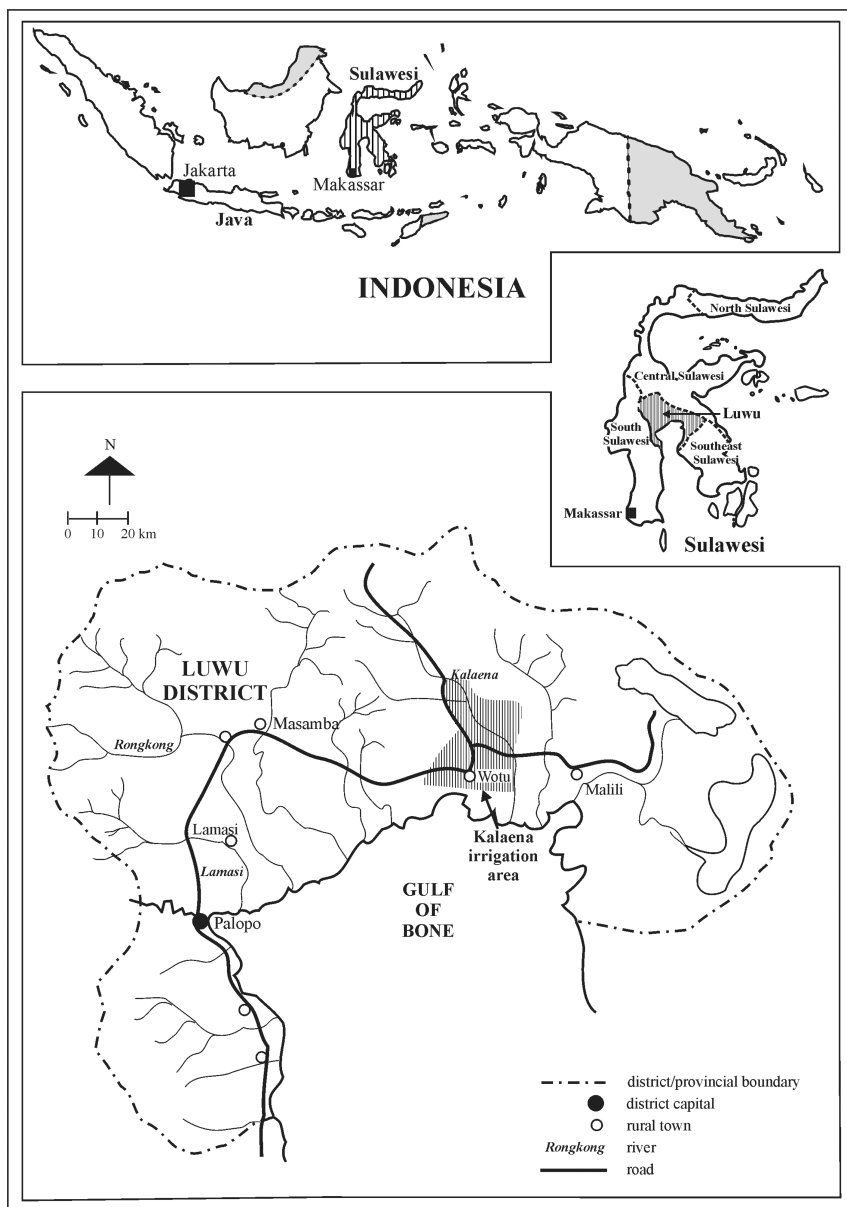 Sulawesi
Jakarta
Makassar
Java
INDONESIA
North Sulawesi
Central Sulawesi
Luwu
South
Sulawesi
Southeast
Sulawesi
Makassar
Sulawesi
N
0 10 20 km
LUWU
DISTRICT
Kalaena
Masamba
Rongkong
Wotu
Malili
Lamasi
Kalaena
irrigation
area
Lamasi
GULF
OF
BONE
Palopo
district/provincial boundary
district capital
rural town
Rongkong river
road